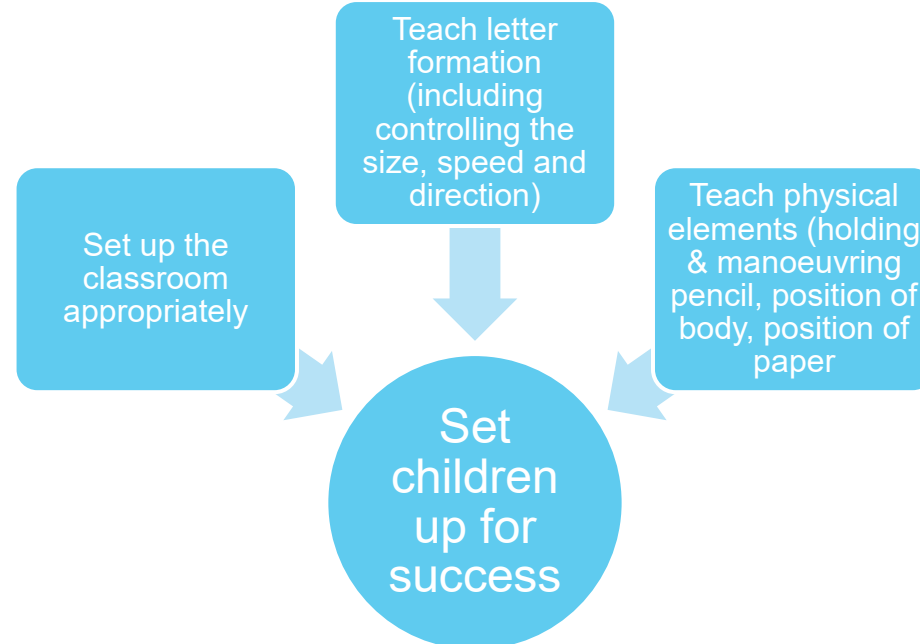 Teach letter
formation
(including
controlling the
size, speed and
direction)
Set up the
classroom
appropriately
Teach physical
elements (holding
& manoeuvring
pencil, position of
body, position of
paper
Set
children
up for
success